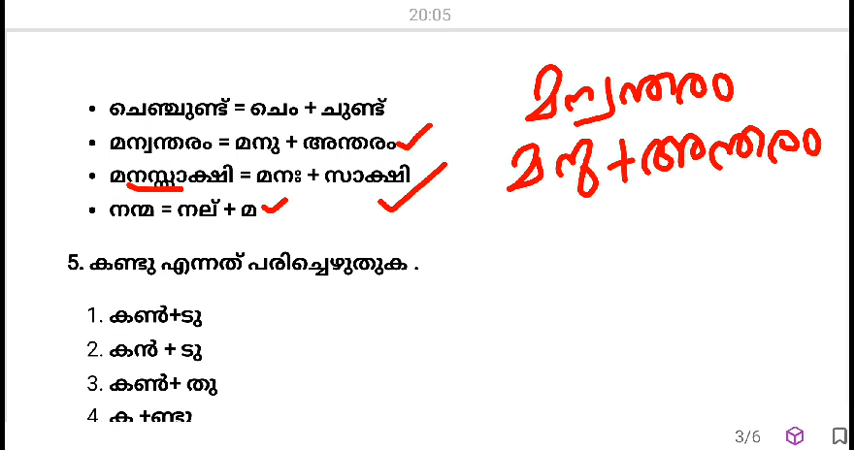 20:05
• ചെഞ്ചുണ്ട് = ചെം + ചുണ്ട്
• മന്വന്തരം = മനു + അന്തരം
• മനസ്സാക്ഷി = മനഃ + സാക്ഷി
• നന്മ = നല് + മ
മന്വന്തരം
മനു + അന്തരം
5. കണ്ടു എന്നത് പരിച്ചെഴുതുക .
1. കൺ+ടു
2. കൻ + ടു
3. കൺ+ തു
4 ക +ണ്ടു
3/6